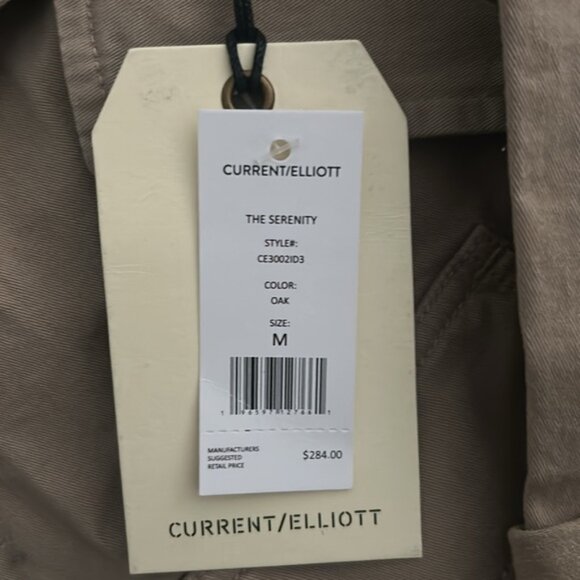 CURRENT/ELLIOTT
THE SERENITY
STYLE#:
CE3002ID3
COLOR:
OAK
SIZE:
M
MANUFACTURERS
SUGGESTED
RETAIL PRICE
$284.00
CURRENT/ELLIOTT